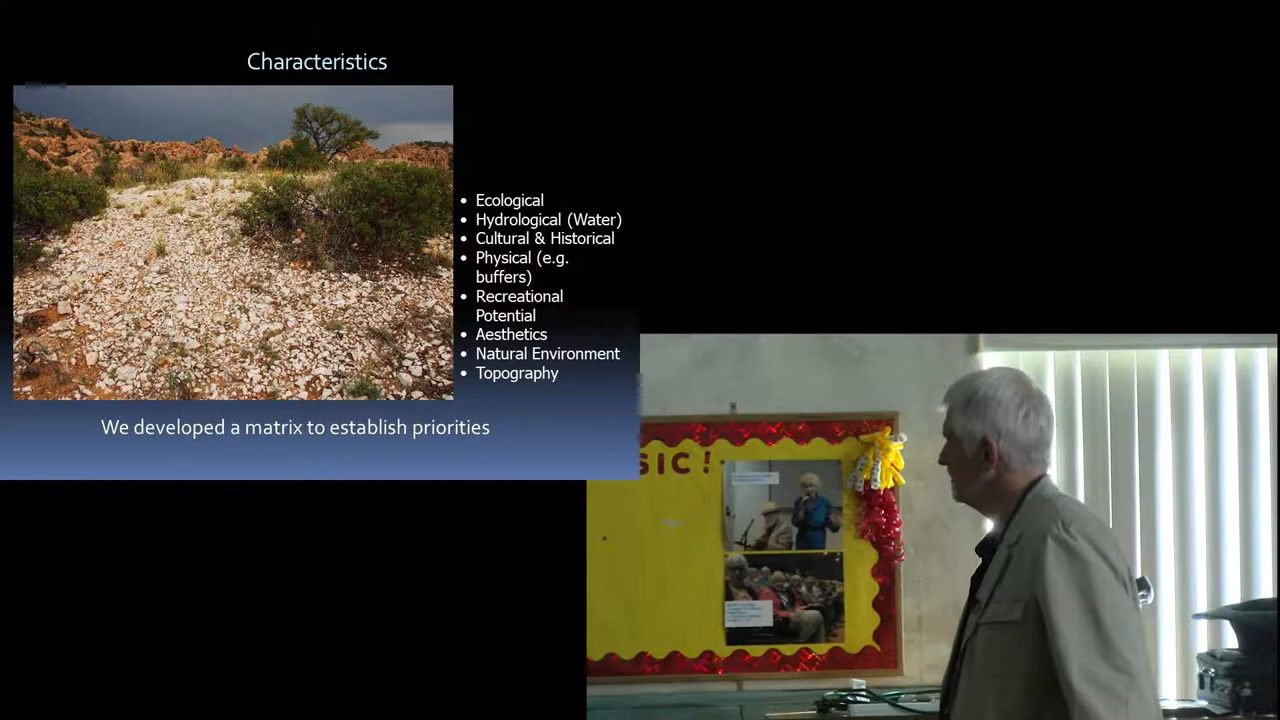 Characteristics
• Ecological
• Hydrological (Water)
• Cultural & Historical
• Physical (e.g.
buffers)
• Recreational
Potential
• Aesthetics
• Natural Environment
• Topography
We developed a matrix to establish priorities
SIC!